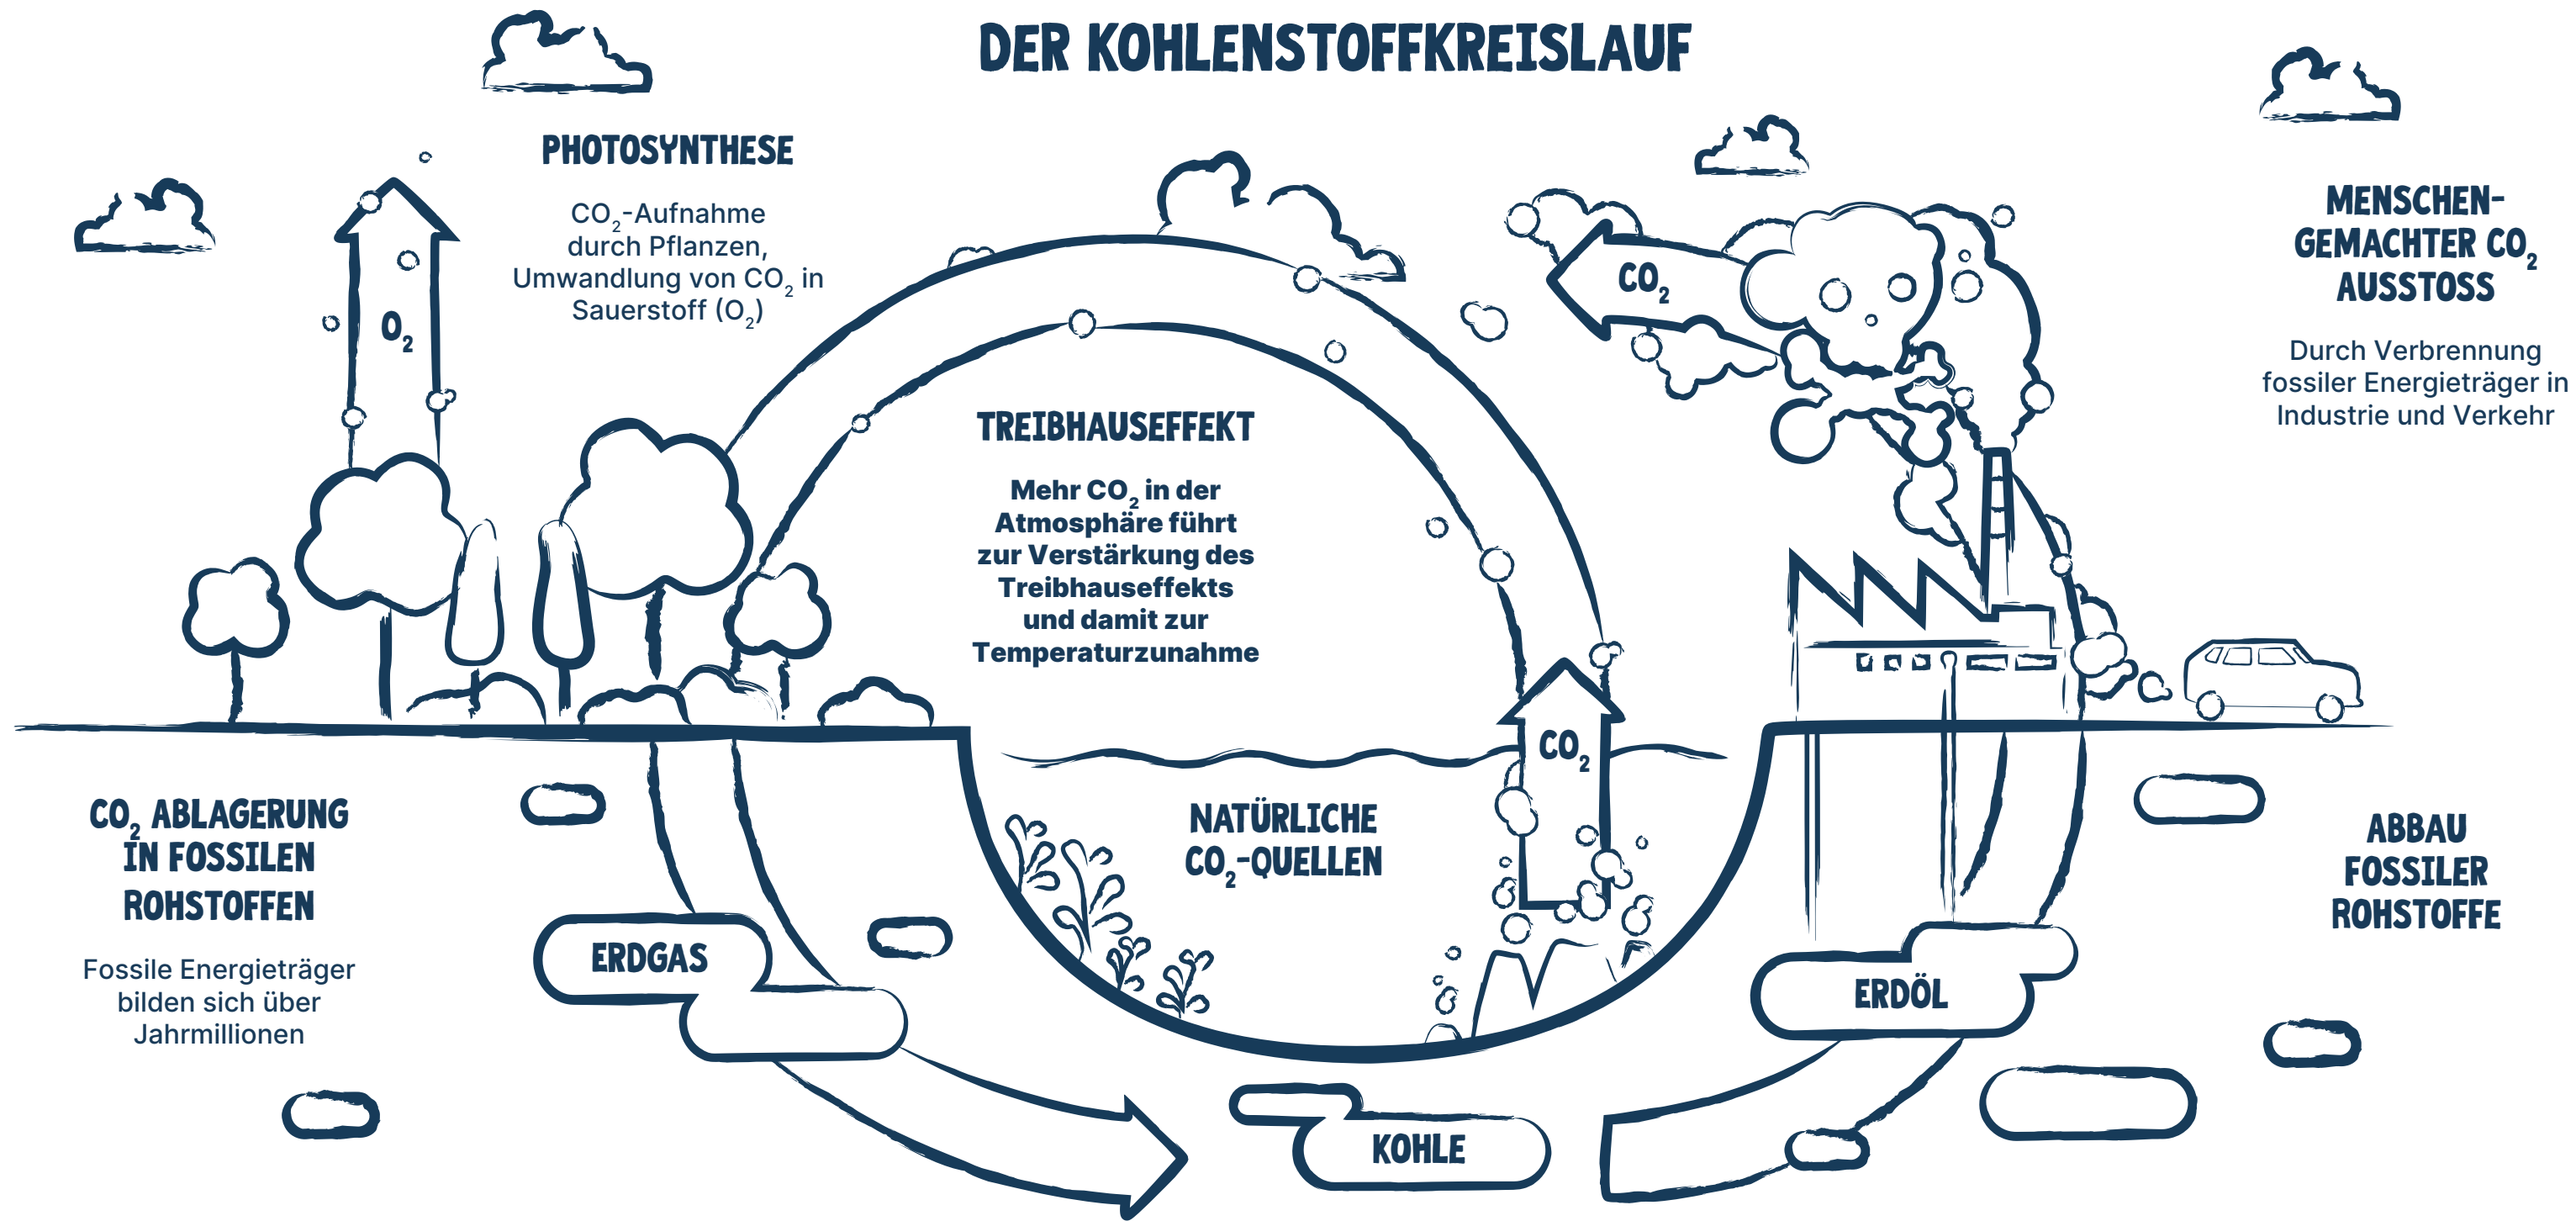 DER KOHLENSTOFFKREISLAUF
PHOTOSYNTHESE
CO₂-Aufnahme
durch Pflanzen,
Umwandlung von CO₂ in
Sauerstoff (O₂)
O₂
CO₂
MENSCHEN-
GEMACHTER CO₂
AUSSTOSS
Durch Verbrennung
fossiler Energieträger in
Industrie und Verkehr
TREIBHAUSEFFEKT
Mehr CO₂ in der
Atmosphäre führt
zur Verstärkung des
Treibhauseffekts
und damit zur
Temperaturzunahme
CO₂
NATÜRLICHE
CO₂-QUELLEN
CO₂ ABLAGERUNG
IN FOSSILEN
ROHSTOFFEN
Fossile Energieträger
bilden sich über
Jahrmillionen
ERDGAS
KOHLE
ERDÖL
ABBAU
FOSSILER
ROHSTOFFE